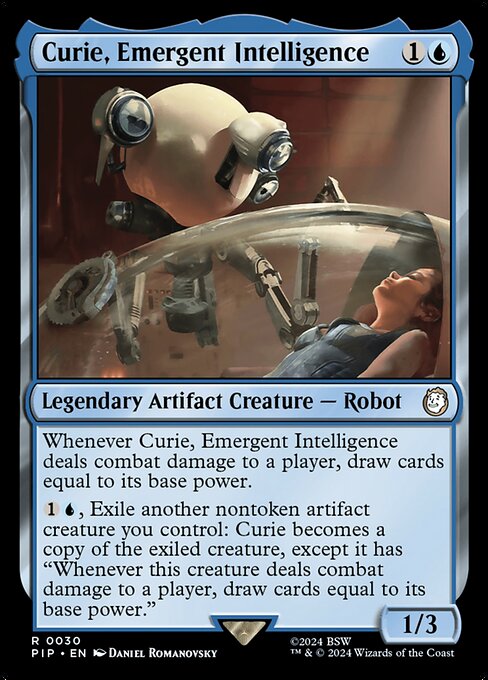 Curie, Emergent Intelligence 1
Legendary Artifact Creature — Robot
Whenever Curie, Emergent Intelligence
deals combat damage to a player, draw cards
equal to its base power.
1 , Exile another nontoken artifact
creature you control: Curie becomes a
copy of the exiled creature, except it has
“Whenever this creature deals combat
damage to a player, draw cards equal to its
base power.”
1/3
R 0030
PIP • EN Daniel Romanovsky
©2024 BSW
™ & © 2024 Wizards of the Coast